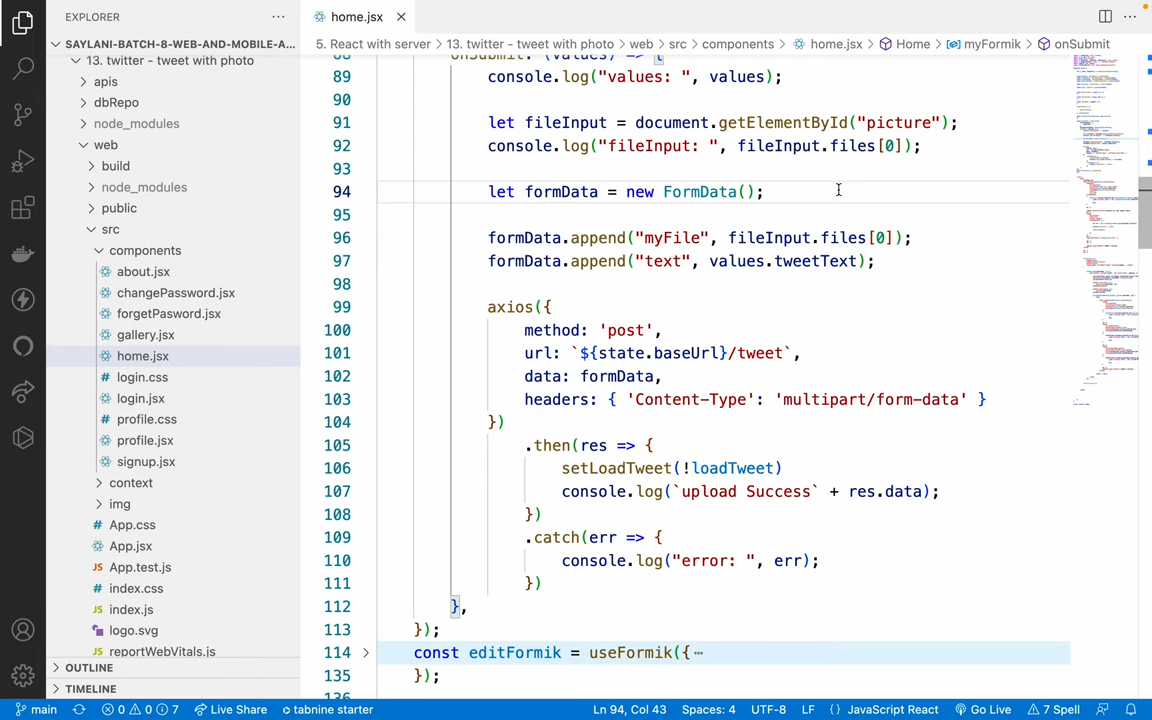 EXPLORER
home.jsx
SAYLANI-BATCH-8-WEB-AND-MOBILE-A...
5. React with server > 13. twitter - tweet with photo > web > src > components > home.jsx > Home > myFormik > onSubmit
13. twitter - tweet with photo
apis
dbRepo
node_modules
web
build
node_modules
public
src
components
about.jsx
changePassword.jsx
forgetPasword.jsx
gallery.jsx
home.jsx
login.css
login.jsx
profile.css
profile.jsx
signup.jsx
context
img
App.css
App.jsx
App.test.js
index.css
index.js
logo.svg
reportWebVitals.js
OUTLINE
TIMELINE
88 onSubmit: (values) => {
89 console.log("values: ", values);
90
91 let fileInput = document.getElementById("picture");
92 console.log("fileInput: ", fileInput.files[0]);
93
94 let formData = new FormData();
95
96 formData.append("myFile", fileInput.files[0]);
97 formData.append("text", values.tweetText);
98
99 axios({
100 method: 'post',
101 url: `${state.baseUrl}/tweet`,
102 data: formData,
103 headers: { 'Content-Type': 'multipart/form-data' }
104 })
105 .then(res => {
106 setLoadTweet(!loadTweet)
107 console.log(`upload Success` + res.data);
108 })
109 .catch(err => {
110 console.log("error: ", err);
111 })
112 },
113 });
114 const editFormik = useFormik({ ⋯
135 });
136
main 0 0 7 Live Share tabnine starter Ln 94, Col 43 Spaces: 4 UTF-8 LF {} JavaScript React Go Live 7 Spell